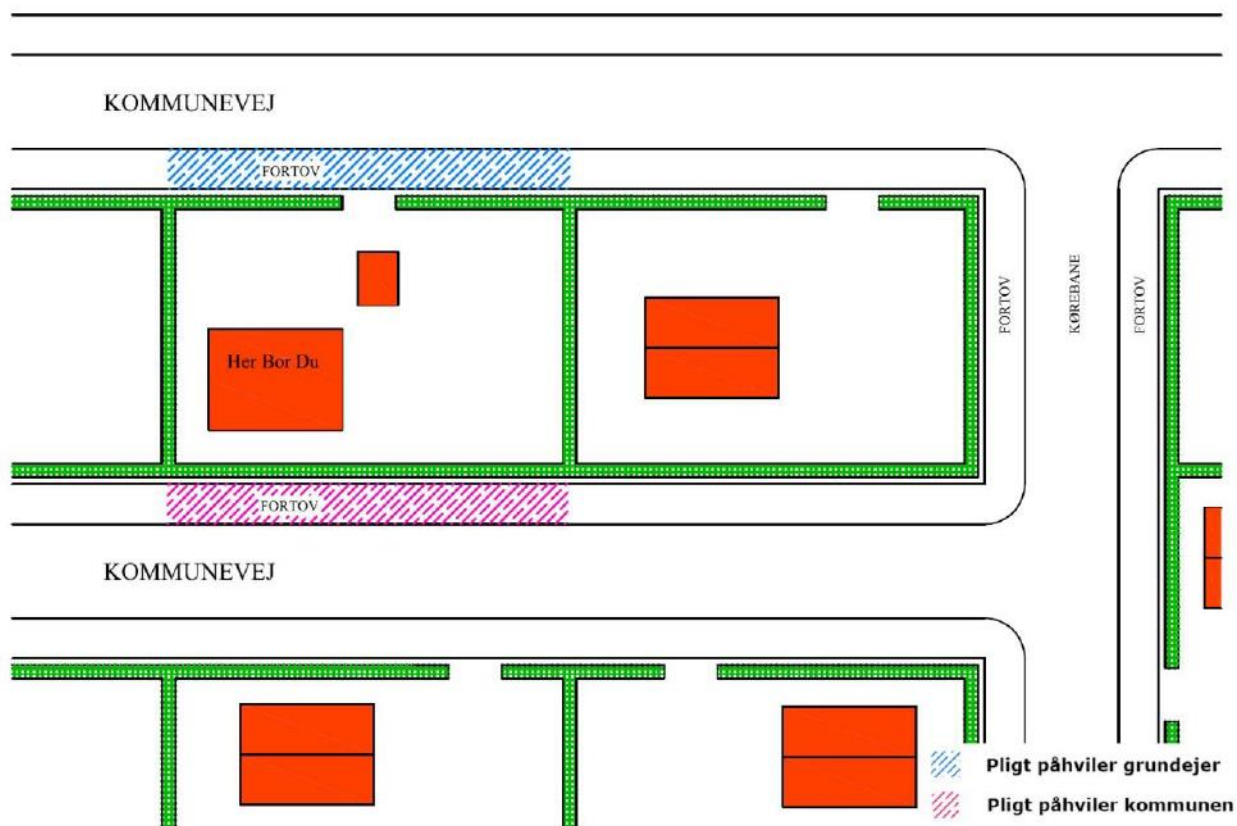 KOMMUNEVEJ
FORTOV
FORTOV
KØREBANE
FORTOV
Her Bor Du
FORTOV
KOMMUNEVEJ
Pligt påhviler grundejer
Pligt påhviler kommunen